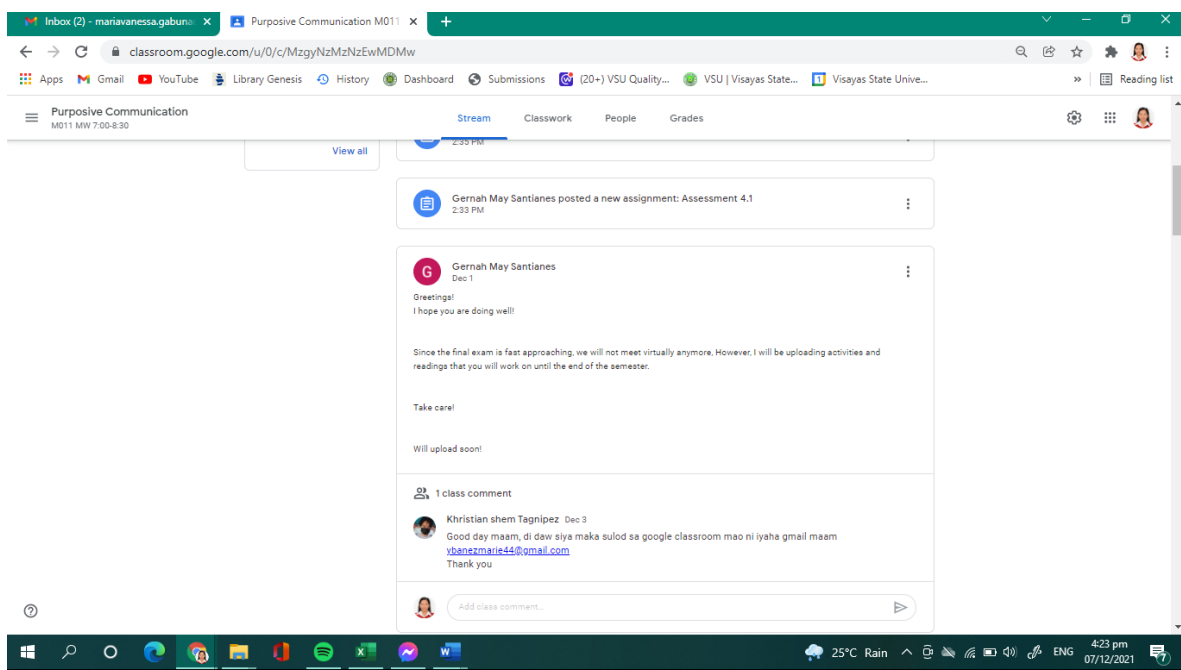 Inbox (2) - mariavanessa.gabuna
Purposive Communication M011
classroom.google.com/u/0/c/MzgyNzMzNzEwMDMw
Apps Gmail YouTube Library Genesis History Dashboard Submissions (20+) VSU Quality... VSU | Visayas State... Visayas State Unive... » Reading list
Purposive Communication
M011 MW 7:00-8:30
Stream Classwork People Grades
View all
2:35 PM
Gernah May Santianes posted a new assignment: Assessment 4.1
2:33 PM
G
Gernah May Santianes
Dec 1
Greetings!
I hope you are doing well!
Since the final exam is fast approaching, we will not meet virtually anymore, However, I will be uploading activities and
readings that you will work on until the end of the semester.
Take care!
Will upload soon!
1 class comment
Khristian shem Tagnipez Dec 3
Good day maam, di daw siya maka sulod sa google classroom mao ni iyaha gmail maam
ybanezmarie44@gmail.com
Thank you
Add class comment...
25°C Rain ENG
4:23 pm
07/12/2021
7